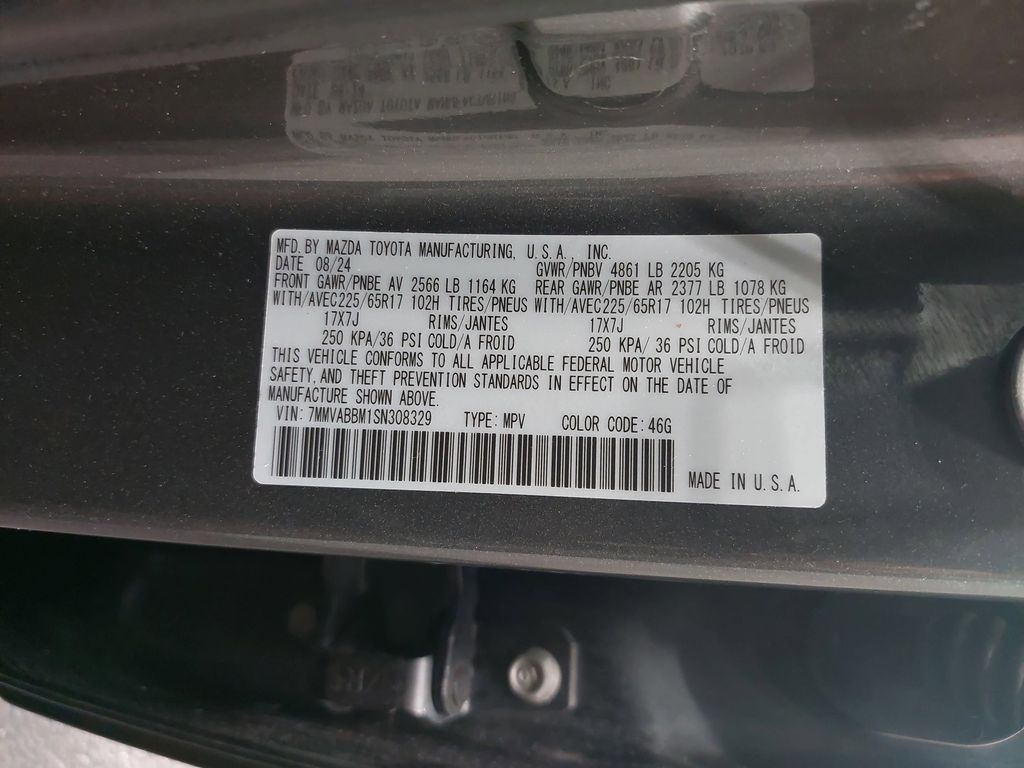 MFD. BY MAZDA TOYOTA MANUFACTURING, U.S.A., INC.
DATE 08/24 GVWR/PNBV 4861 LB 2205 KG
FRONT GAWR/PNBE AV 2566 LB 1164 KG REAR GAWR/PNBE AR 2377 LB 1078 KG
WITH/AVEC225/65R17 102H TIRES/PNEUS WITH/AVEC225/65R17 102H TIRES/PNEUS
17X7J RIMS/JANTES 17X7J RIMS/JANTES
250 KPA/36 PSI COLD/A FROID 250 KPA/ 36 PSI COLD/A FROID
THIS VEHICLE CONFORMS TO ALL APPLICABLE FEDERAL MOTOR VEHICLE
SAFETY, AND THEFT PREVENTION STANDARDS IN EFFECT ON THE DATE OF
MANUFACTURE SHOWN ABOVE.
VIN: 7MMVABBM1SN308329 TYPE: MPV COLOR CODE: 46G
MADE IN U.S.A.